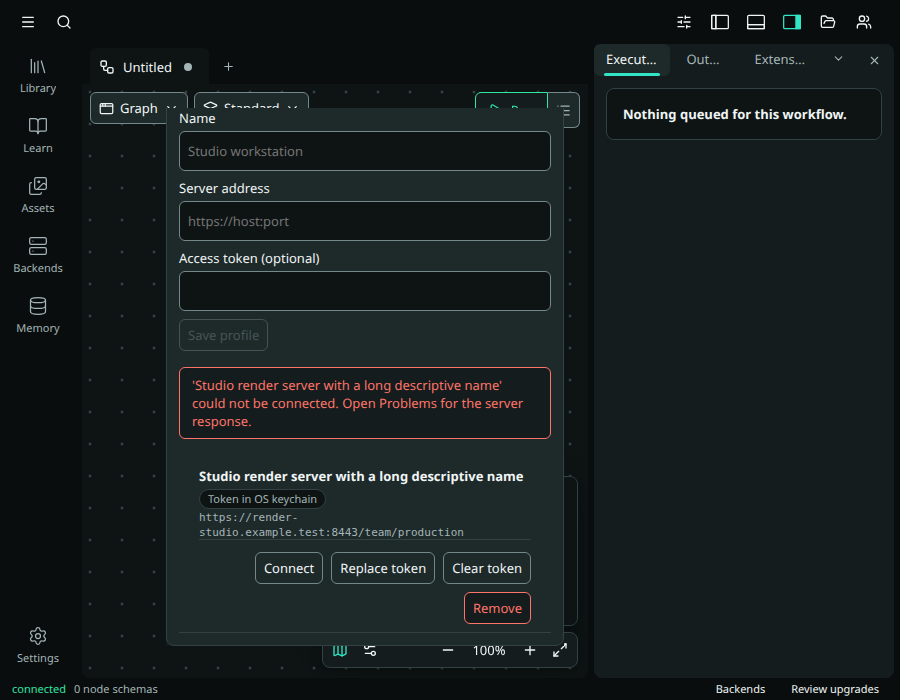 Untitled
Execut...
Out...
Extens...
Library
Learn
Assets
Backends
Memory
Settings
Graph
Standard
Nothing queued for this workflow.
Name
Studio workstation
Server address
https://host:port
Access token (optional)
Save profile
'Studio render server with a long descriptive name'
could not be connected. Open Problems for the server
response.
Studio render server with a long descriptive name
Token in OS keychain
https://render-
studio.example.test:8443/team/production
Connect
Replace token
Clear token
Remove
100%
connected
0 node schemas
Backends
Review upgrades